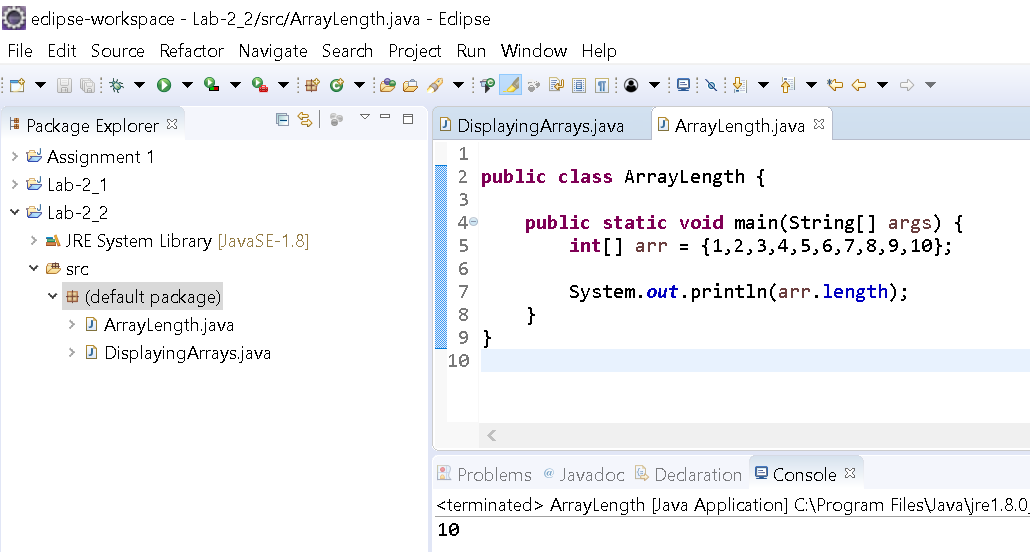 eclipse-workspace - Lab-2_2/src/ArrayLength.java - Eclipse
File Edit Source Refactor Navigate Search Project Run Window Help
Package Explorer
Assignment 1
Lab-2_1
Lab-2_2
JRE System Library [JavaSE-1.8]
src
(default package)
ArrayLength.java
DisplayingArrays.java
DisplayingArrays.java ArrayLength.java
1
2 public class ArrayLength {
3
4 public static void main(String[] args) {
5 int[] arr = {1,2,3,4,5,6,7,8,9,10};
6
7 System.out.println(arr.length);
8 }
9 }
10
Problems @ Javadoc Declaration Console
<terminated> ArrayLength [Java Application] C:\Program Files\Java\jre1.8.0_
10